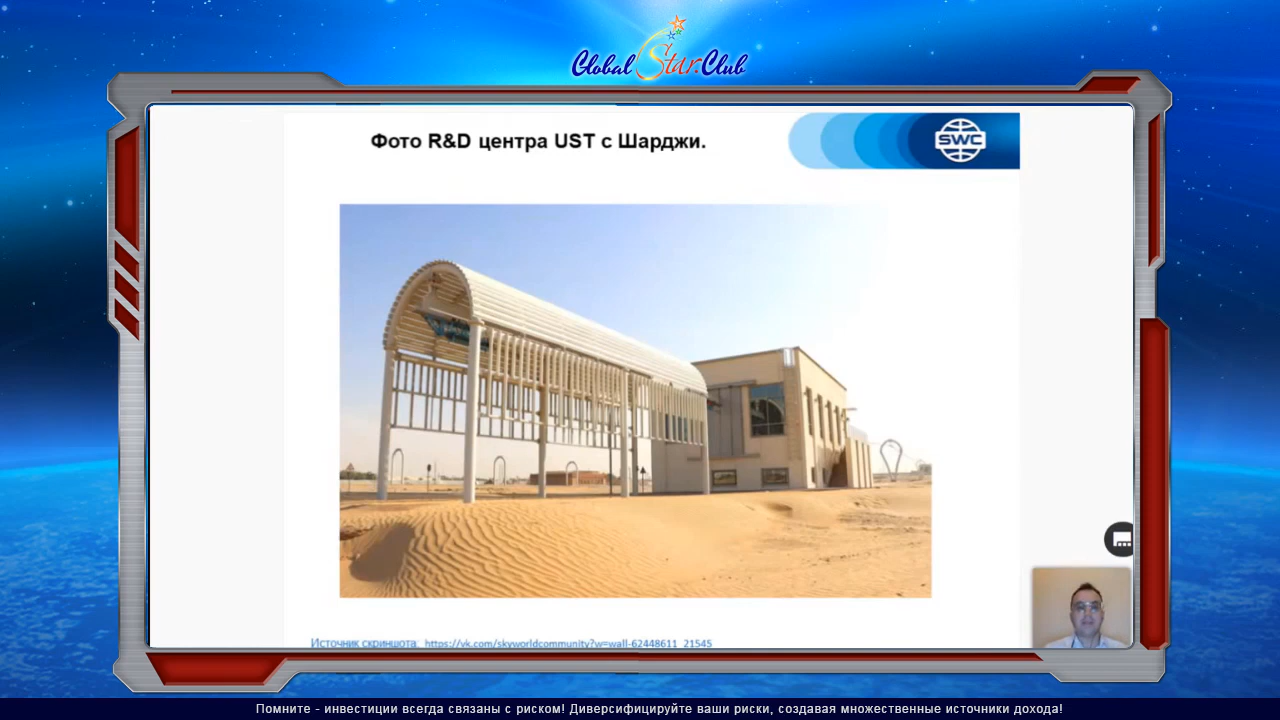 Global Star.Club
Фото R&D центра UST с Шарджи.
SWC
Источник скриншота: https://vk.com/skyworldcommunity?w=wall-62448611_21545
Помните - инвестиции всегда связаны с риском! Диверсифицируйте ваши риски, создавая множественные источники дохода!